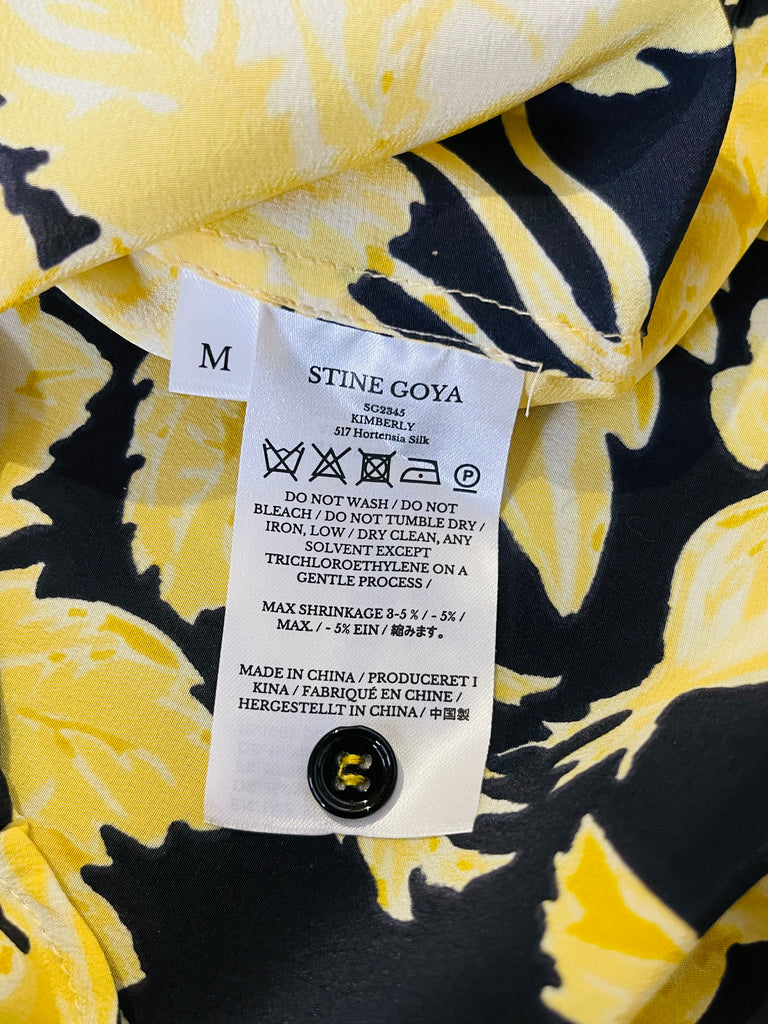 M
STINE GOYA
SG2345
KIMBERLY
517 Hortensia Silk
P
DO NOT WASH / DO NOT
BLEACH / DO NOT TUMBLE DRY /
IRON, LOW / DRY CLEAN, ANY
SOLVENT EXCEPT
TRICHLOROETHYLENE ON A
GENTLE PROCESS /
MAX SHRINKAGE 3-5 % / - 5% /
MAX. / - 5% EIN / 縮みます。
MADE IN CHINA / PRODUCERET I
KINA / FABRIQUÉ EN CHINE /
HERGESTELLT IN CHINA / 中国製